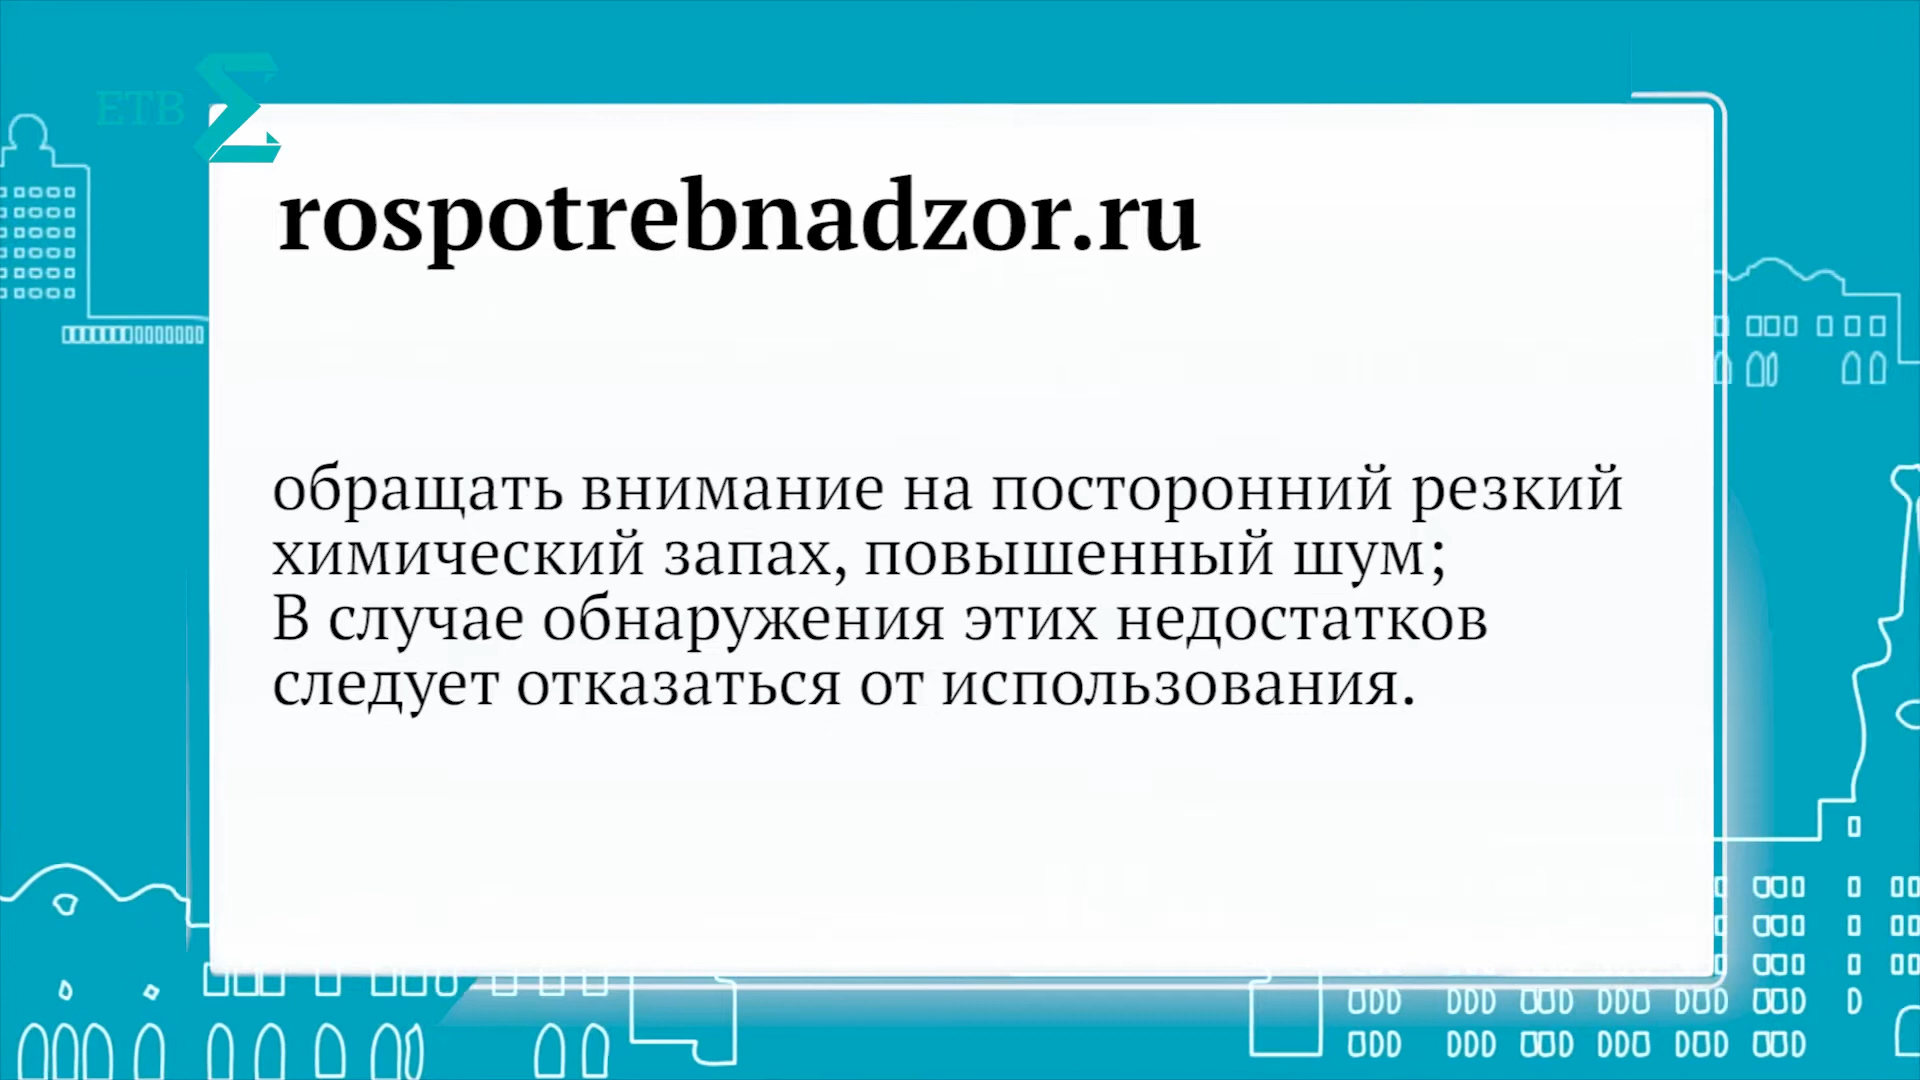 ЕТВ
rospotrebnadzor.ru
обращать внимание на посторонний резкий
химический запах, повышенный шум;
В случае обнаружения этих недостатков
следует отказаться от использования.